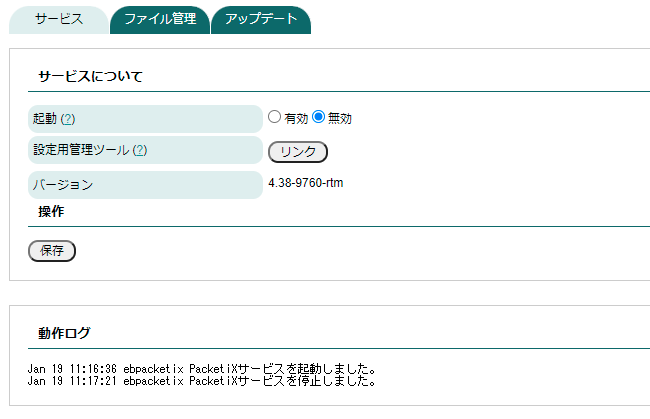 サービス ファイル管理 アップデート
サービスについて
起動 (?) 有効 無効
設定用管理ツール (?) リンク
バージョン 4.38-9760-rtm
操作
保存
動作ログ
Jan 19 11:16:36 ebpacketix PacketiXサービスを起動しました。
Jan 19 11:17:21 ebpacketix PacketiXサービスを停止しました。